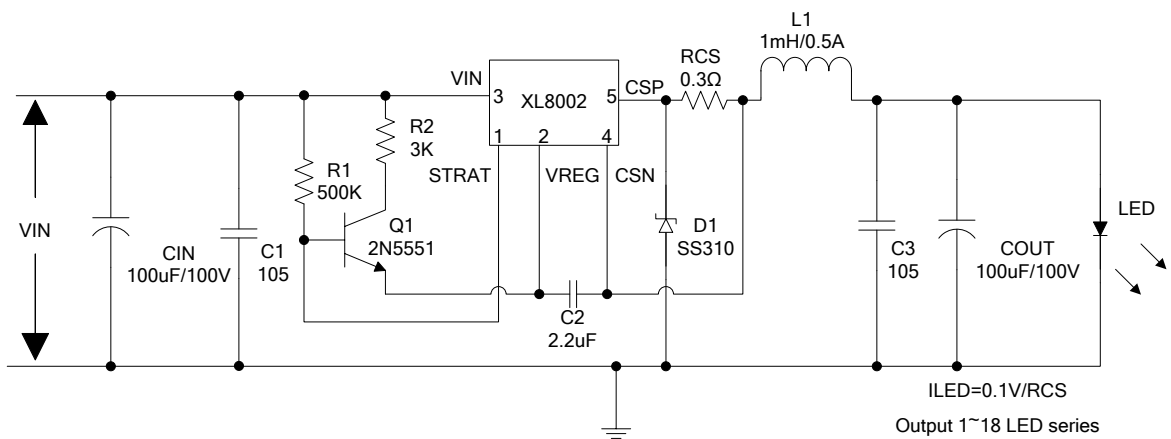 L1
1mH/0.5A
RCS
0.3Ω
VIN
CSP
3
XL8002
5
1
2
4
R2
3K
STRAT
VREG
CSN
R1
500K
Q1
2N5551
VIN
CIN
100uF/100V
C1
105
D1
SS310
C3
105
COUT
100uF/100V
LED
C2
2.2uF
ILED=0.1V/RCS
Output 1~18 LED series